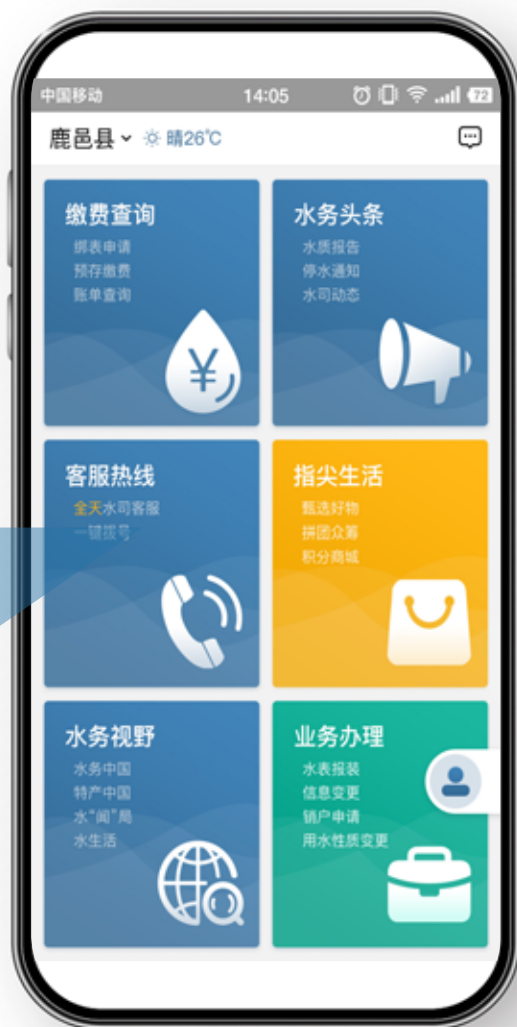 中国移动 14:05 72
鹿邑县 晴26℃
缴费查询
绑表申请
预存缴费
账单查询
¥
水务头条
水质报告
停水通知
水司动态
客服热线
全天水司客服
一键拨号
指尖生活
甄选好物
拼团众筹
积分商城
水务视野
水务中国
特产中国
水“闻”局
水生活
业务办理
水表报装
信息变更
销户申请
用水性质变更